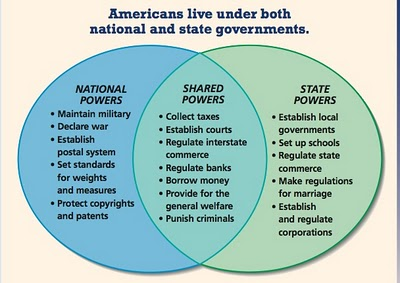 Americans live under both
national and state governments.
NATIONAL
POWERS
• Maintain military
• Declare war
• Establish
postal system
• Set standards
for weights
and measures
• Protect copyrights
and patents
SHARED
POWERS
• Collect taxes
• Establish courts
• Regulate interstate
commerce
• Regulate banks
• Borrow money
• Provide for the
general welfare
• Punish criminals
STATE
POWERS
• Establish local
governments
• Set up schools
• Regulate state
commerce
• Make regulations
for marriage
• Establish
and regulate
corporations